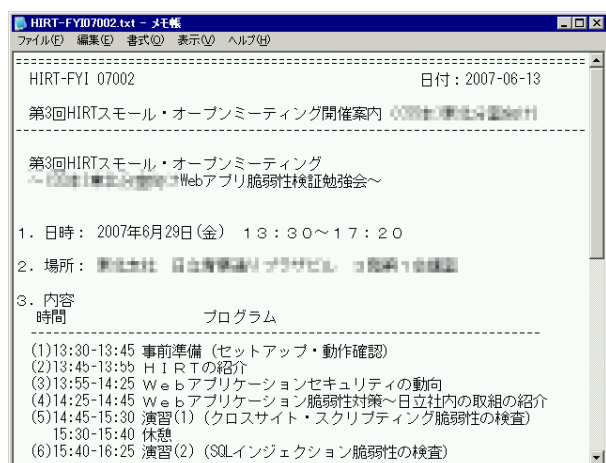 HIRT-FYI07002.txt - メモ帳
ファイル(F) 編集(E) 書式(O) 表示(V) ヘルプ(H)
================================================================================
HIRT-FYI 07002 日付：2007-06-13
第3回HIRTスモール・オープンミーティング開催案内
--------------------------------------------------------------------------------
第3回HIRTスモール・オープンミーティング
～ Webアプリ脆弱性検証勉強会～
1．日時： 2007年6月29日(金) １３：３０～１７：２０
2．場所：
3．内容
時間 プログラム
--------------------------------------------------------------------------
(1)13:30-13:45 事前準備 (セットアップ・動作確認)
(2)13:45-13:55 ＨＩＲＴの紹介
(3)13:55-14:25 Ｗｅｂアプリケーションセキュリティの動向
(4)14:25-14:45 Ｗｅｂアプリケーション脆弱性対策～日立社内の取組の紹介
(5)14:45-15:30 演習(1) (クロスサイト・スクリプティング脆弱性の検査)
15:30-15:40 休憩
(6)15:40-16:25 演習(2) (SQLインジェクション脆弱性の検査)